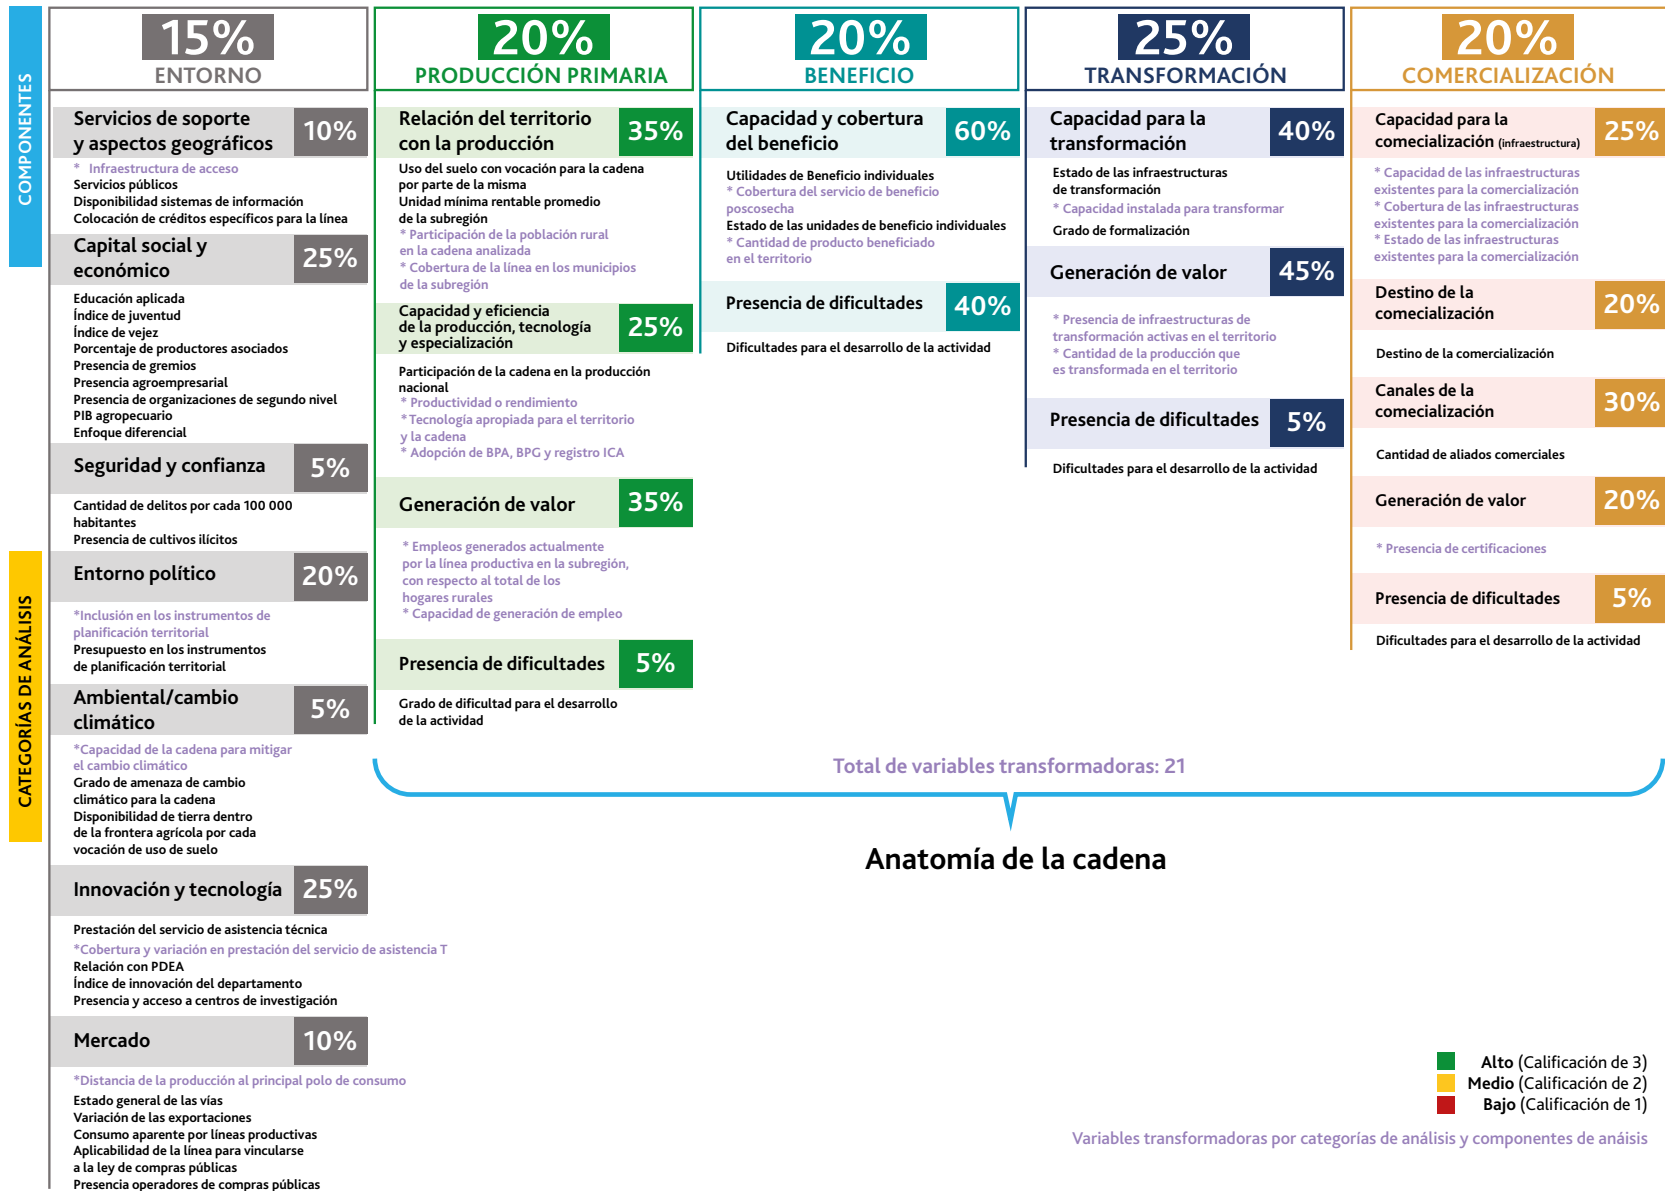 COMPONENTES
CATEGORÍAS DE ANÁLISIS
15%
ENTORNO
Servicios de soporte
y aspectos geográficos
10%
* Infraestructura de acceso
Servicios públicos
Disponibilidad sistemas de información
Colocación de créditos específicos para la línea
Capital social y
económico
25%
Educación aplicada
Índice de juventud
Índice de vejez
Porcentaje de productores asociados
Presencia de gremios
Presencia agroempresarial
Presencia de organizaciones de segundo nivel
PIB agropecuario
Enfoque diferencial
Seguridad y confianza
5%
Cantidad de delitos por cada 100 000
habitantes
Presencia de cultivos ilícitos
Entorno político
20%
*Inclusión en los instrumentos de
planificación territorial
Presupuesto en los instrumentos
de planificación territorial
Ambiental/cambio
climático
5%
*Capacidad de la cadena para mitigar
el cambio climático
Grado de amenaza de cambio
climático para la cadena
Disponibilidad de tierra dentro
de la frontera agrícola por cada
vocación de uso de suelo
Innovación y tecnología
25%
Prestación del servicio de asistencia técnica
*Cobertura y variación en prestación del servicio de asistencia T
Relación con PDEA
Índice de innovación del departamento
Presencia y acceso a centros de investigación
Mercado
10%
*Distancia de la producción al principal polo de consumo
Estado general de las vías
Variación de las exportaciones
Consumo aparente por líneas productivas
Aplicabilidad de la línea para vincularse
a la ley de compras públicas
Presencia operadores de compras públicas
20%
PRODUCCIÓN PRIMARIA
Relación del territorio
con la producción
35%
Uso del suelo con vocación para la cadena
por parte de la misma
Unidad mínima rentable promedio
de la subregión
* Participación de la población rural
en la cadena analizada
* Cobertura de la línea en los municipios
de la subregión
Capacidad y eficiencia
de la producción, tecnología
y especialización
25%
Participación de la cadena en la producción
nacional
* Productividad o rendimiento
* Tecnología apropiada para el territorio
y la cadena
* Adopción de BPA, BPG y registro ICA
Generación de valor
35%
* Empleos generados actualmente
por la línea productiva en la subregión,
con respecto al total de los
hogares rurales
* Capacidad de generación de empleo
Presencia de dificultades
5%
Grado de dificultad para el desarrollo
de la actividad
20%
BENEFICIO
Capacidad y cobertura
del beneficio
60%
Utilidades de Beneficio individuales
* Cobertura del servicio de beneficio
poscosecha
Estado de las unidades de beneficio individuales
* Cantidad de producto beneficiado
en el territorio
Presencia de dificultades
40%
Dificultades para el desarrollo de la actividad
25%
TRANSFORMACIÓN
Capacidad para la
transformación
40%
Estado de las infraestructuras
de transformación
* Capacidad instalada para transformar
Grado de formalización
Generación de valor
45%
* Presencia de infraestructuras de
transformación activas en el territorio
* Cantidad de la producción que
es transformada en el territorio
Presencia de dificultades
5%
Dificultades para el desarrollo de la actividad
20%
COMERCIALIZACIÓN
Capacidad para la
comecialización (infraestructura)
25%
* Capacidad de las infraestructuras
existentes para la comercialización
* Cobertura de las infraestructuras
existentes para la comercialización
* Estado de las infraestructuras
existentes para la comercialización
Destino de la
comecialización
20%
Destino de la comercialización
Canales de la
comecialización
30%
Cantidad de aliados comerciales
Generación de valor
20%
* Presencia de certificaciones
Presencia de dificultades
5%
Dificultades para el desarrollo de la actividad
Total de variables transformadoras: 21
Anatomía de la cadena
Alto (Calificación de 3)
Medio (Calificación de 2)
Bajo (Calificación de 1)
Variables transformadoras por categorías de análisis y componentes de anáisis